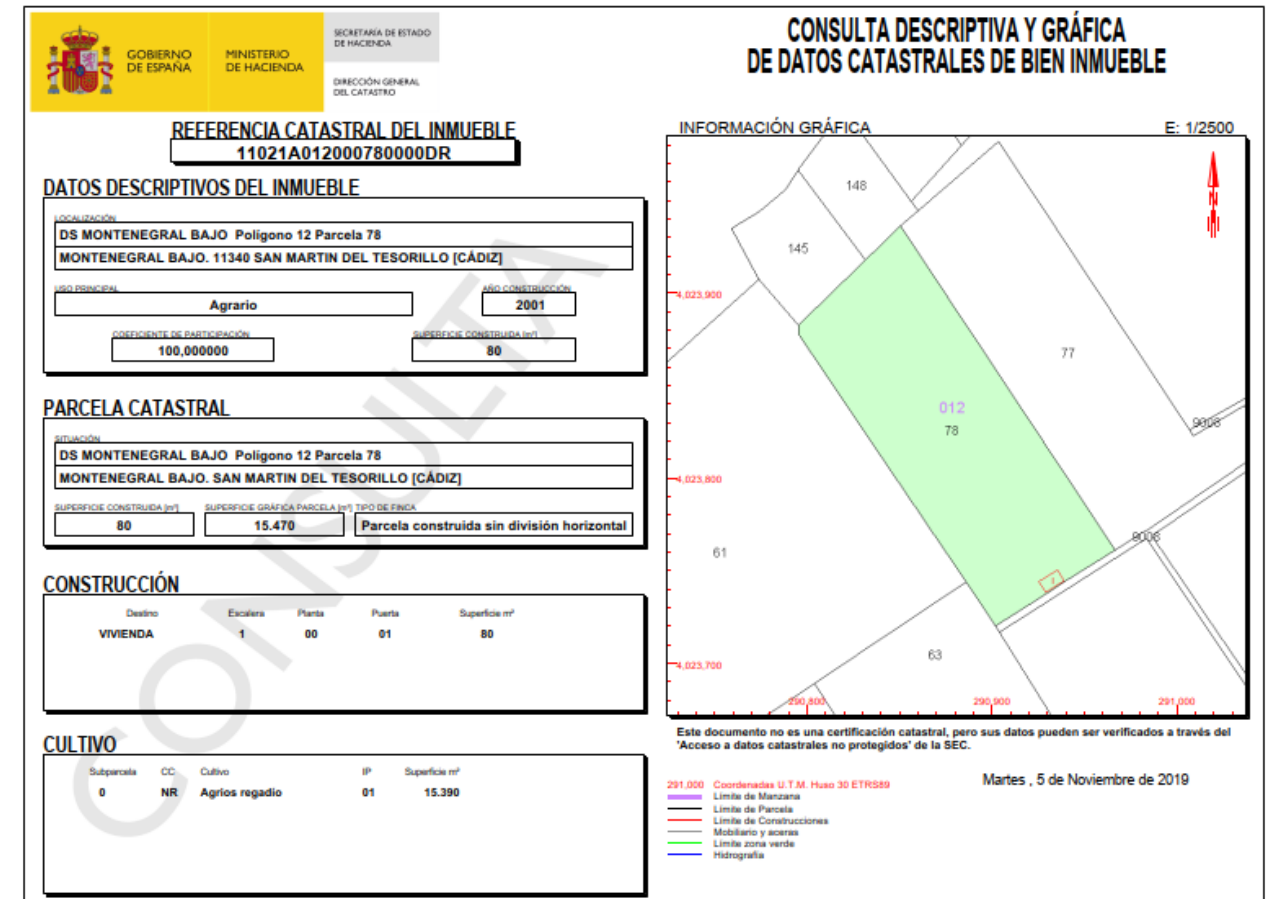 GOBIERNO
DE ESPAÑA
MINISTERIO
DE HACIENDA
SECRETARÍA DE ESTADO
DE HACIENDA
DIRECCIÓN GENERAL
DEL CATASTRO
CONSULTA DESCRIPTIVA Y GRÁFICA
DE DATOS CATASTRALES DE BIEN INMUEBLE
REFERENCIA CATASTRAL DEL INMUEBLE
11021A012000780000DR
DATOS DESCRIPTIVOS DEL INMUEBLE
LOCALIZACIÓN
DS MONTENEGRAL BAJO Polígono 12 Parcela 78
MONTENEGRAL BAJO. 11340 SAN MARTIN DEL TESORILLO [CÁDIZ]
USO PRINCIPAL
Agrario
AÑO CONSTRUCCIÓN
2001
COEFICIENTE DE PARTICIPACIÓN
100,000000
SUPERFICIE CONSTRUIDA [m²]
80
PARCELA CATASTRAL
SITUACIÓN
DS MONTENEGRAL BAJO Polígono 12 Parcela 78
MONTENEGRAL BAJO. SAN MARTIN DEL TESORILLO [CÁDIZ]
SUPERFICIE CONSTRUIDA [m²] SUPERFICIE GRÁFICA PARCELA [m²] TIPO DE FINCA
80 15.470 Parcela construida sin división horizontal
CONSTRUCCIÓN
Destino Escalera Planta Puerta Superficie m²
VIVIENDA 1 00 01 80
CULTIVO
Subparcela CC Cultivo IP Superficie m²
0 NR Agrios regadio 01 15.390
CONSULTA
INFORMACIÓN GRÁFICA E: 1/2500
148
N
145
4,023,900
77
012
78
9008
4,023,800
9008
61
63
4,023,700
290,800 290,900 291,000
Este documento no es una certificación catastral, pero sus datos pueden ser verificados a través del
'Acceso a datos catastrales no protegidos' de la SEC.
Martes , 5 de Noviembre de 2019
291,000 Coordenadas U.T.M. Huso 30 ETRS89
Límite de Manzana
Límite de Parcela
Límite de Construcciones
Mobiliario y aceras
Límite zona verde
Hidrografía